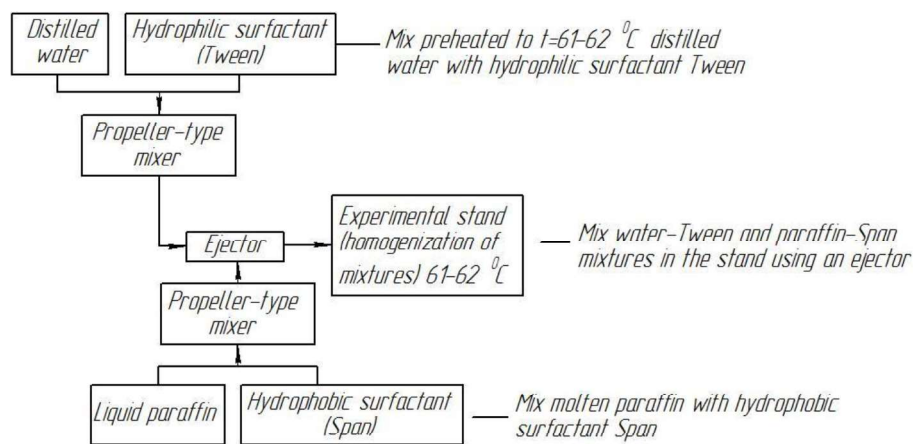 Distilled
water
Hydrophilic surfactant
(Tween)
Mix preheated to t=61-62 ⁰C distilled
water with hydrophilic surfactant Tween
Propeller-type
mixer
Ejector
Experimental stand
(homogenization of
mixtures) 61-62 ⁰C
Mix water-Tween and paraffin-Span
mixtures in the stand using an ejector
Propeller-type
mixer
Liquid paraffin
Hydrophobic surfactant
(Span)
Mix molten paraffin with hydrophobic
surfactant Span